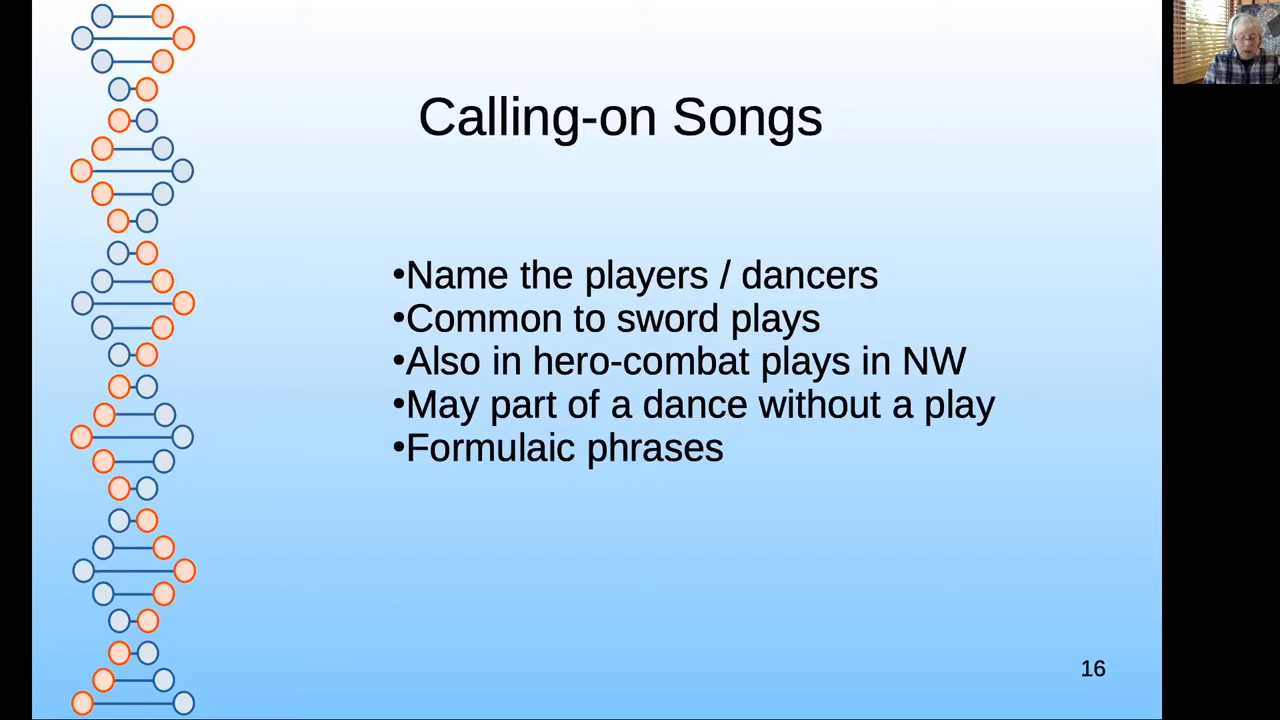 Calling-on Songs
•Name the players / dancers
•Common to sword plays
•Also in hero-combat plays in NW
•May part of a dance without a play
•Formulaic phrases
16